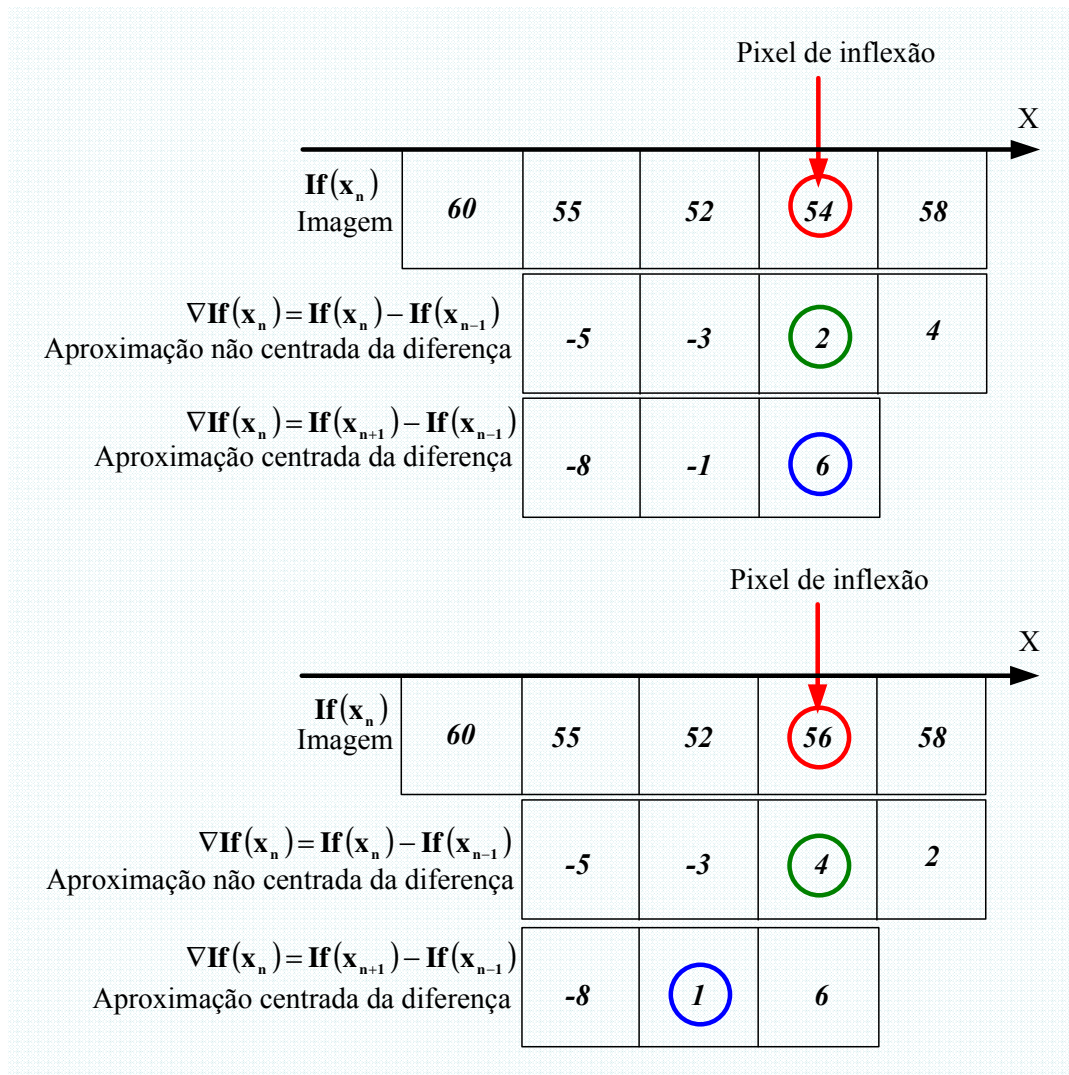 Pixel de inflexão
X
If(xₙ)
Imagem
60 55 52 54 58
∇If(xₙ) = If(xₙ) − If(xₙ₋₁)
Aproximação não centrada da diferença
-5 -3 2 4
∇If(xₙ) = If(xₙ₊₁) − If(xₙ₋₁)
Aproximação centrada da diferença
-8 -1 6
Pixel de inflexão
X
If(xₙ)
Imagem
60 55 52 56 58
∇If(xₙ) = If(xₙ) − If(xₙ₋₁)
Aproximação não centrada da diferença
-5 -3 4 2
∇If(xₙ) = If(xₙ₊₁) − If(xₙ₋₁)
Aproximação centrada da diferença
-8 1 6